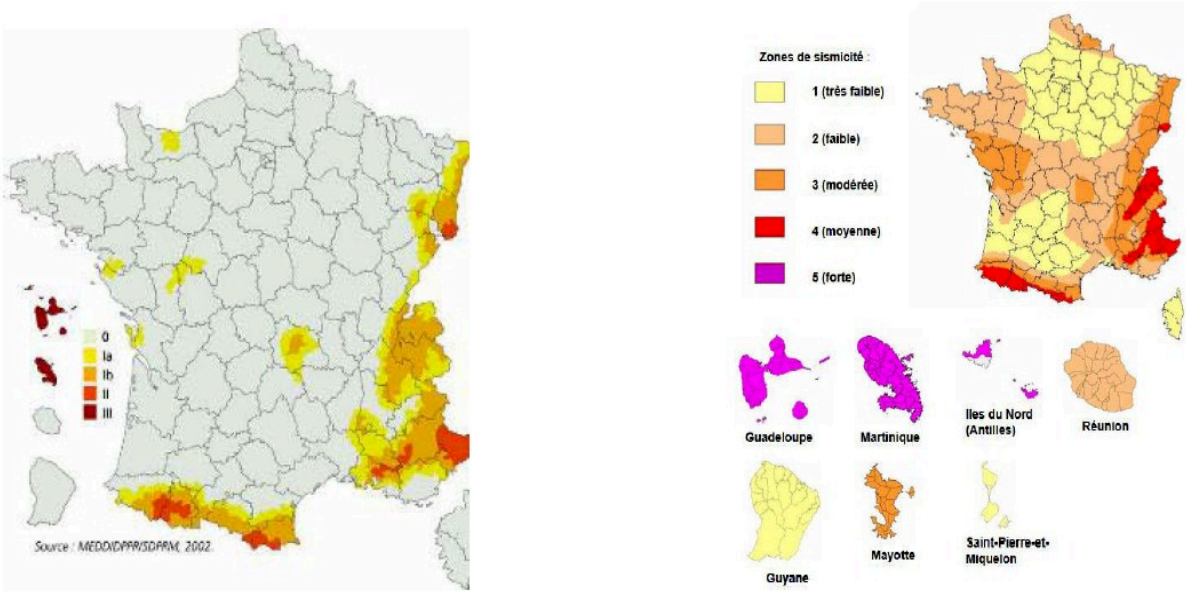 0
Ia
Ib
II
III
Source : MEDD/DPPR/SDPRM, 2002.
Zones de sismicité :
1 (très faible)
2 (faible)
3 (modérée)
4 (moyenne)
5 (forte)
Guadeloupe
Martinique
Iles du Nord
(Antilles)
Réunion
Guyane
Mayotte
Saint-Pierre-et-
Miquelon